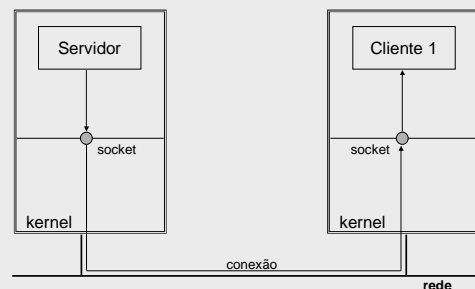 Servidor
Cliente 1
socket
socket
kernel
kernel
conexão
rede